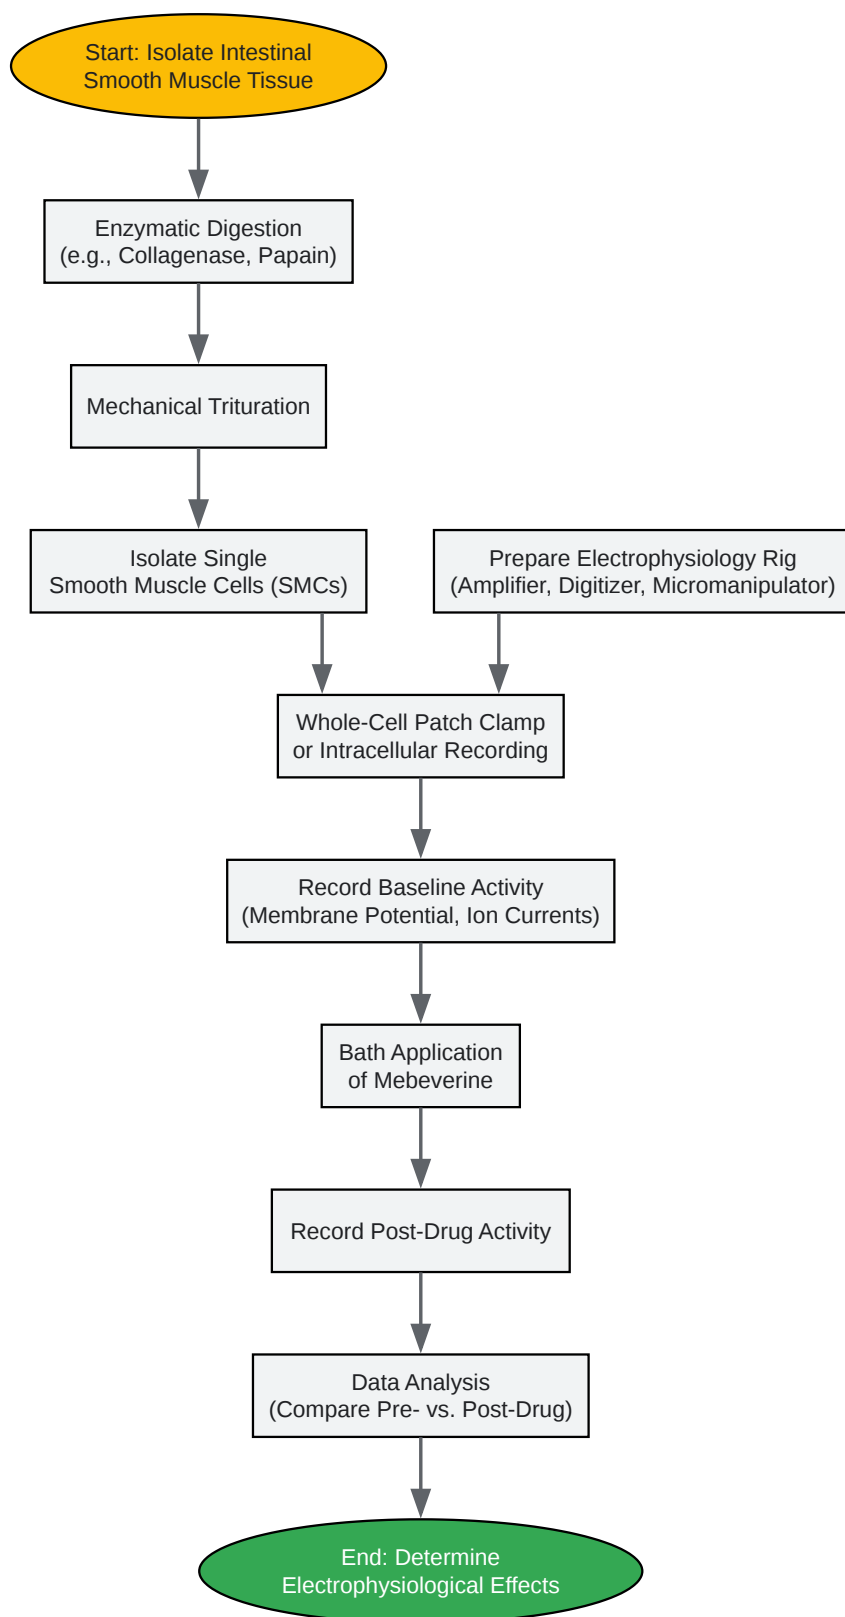 Start: Isolate Intestinal
Smooth Muscle Tissue
Enzymatic Digestion
(e.g., Collagenase, Papain)
Mechanical Trituration
Isolate Single
Smooth Muscle Cells (SMCs)
Prepare Electrophysiology Rig
(Amplifier, Digitizer, Micromanipulator)
Whole-Cell Patch Clamp
or Intracellular Recording
Record Baseline Activity
(Membrane Potential, Ion Currents)
Bath Application
of Mebeverine
Record Post-Drug Activity
Data Analysis
(Compare Pre- vs. Post-Drug)
End: Determine
Electrophysiological Effects